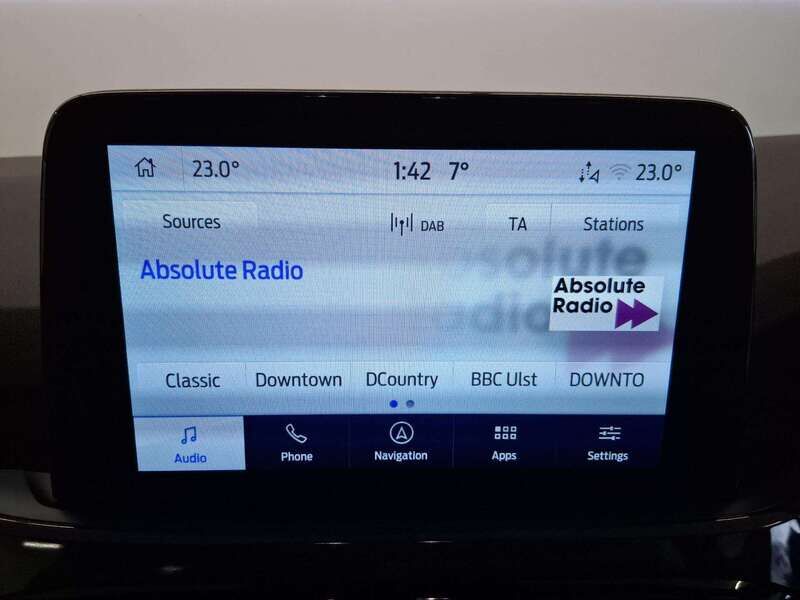 23.0° 1:42 7° 23.0°
Sources DAB TA Stations
Absolute Radio
Absolute
Radio
Classic Downtown DCountry BBC Ulst DOWNTO
Audio Phone Navigation Apps Settings